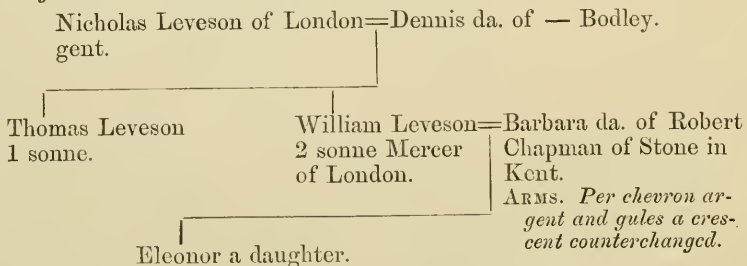 Nicholas Leveson of London=Dennis da. of — Bodley.
gent.
Thomas Leveson
1 sonne.
William Leveson=Barbara da. of Robert
2 sonne Mercer
of London.
Chapman of Stone in
Kent.
ARMS. Per chevron ar-
gent and gules a cres-
cent counterchanged.
Eleonor a daughter.